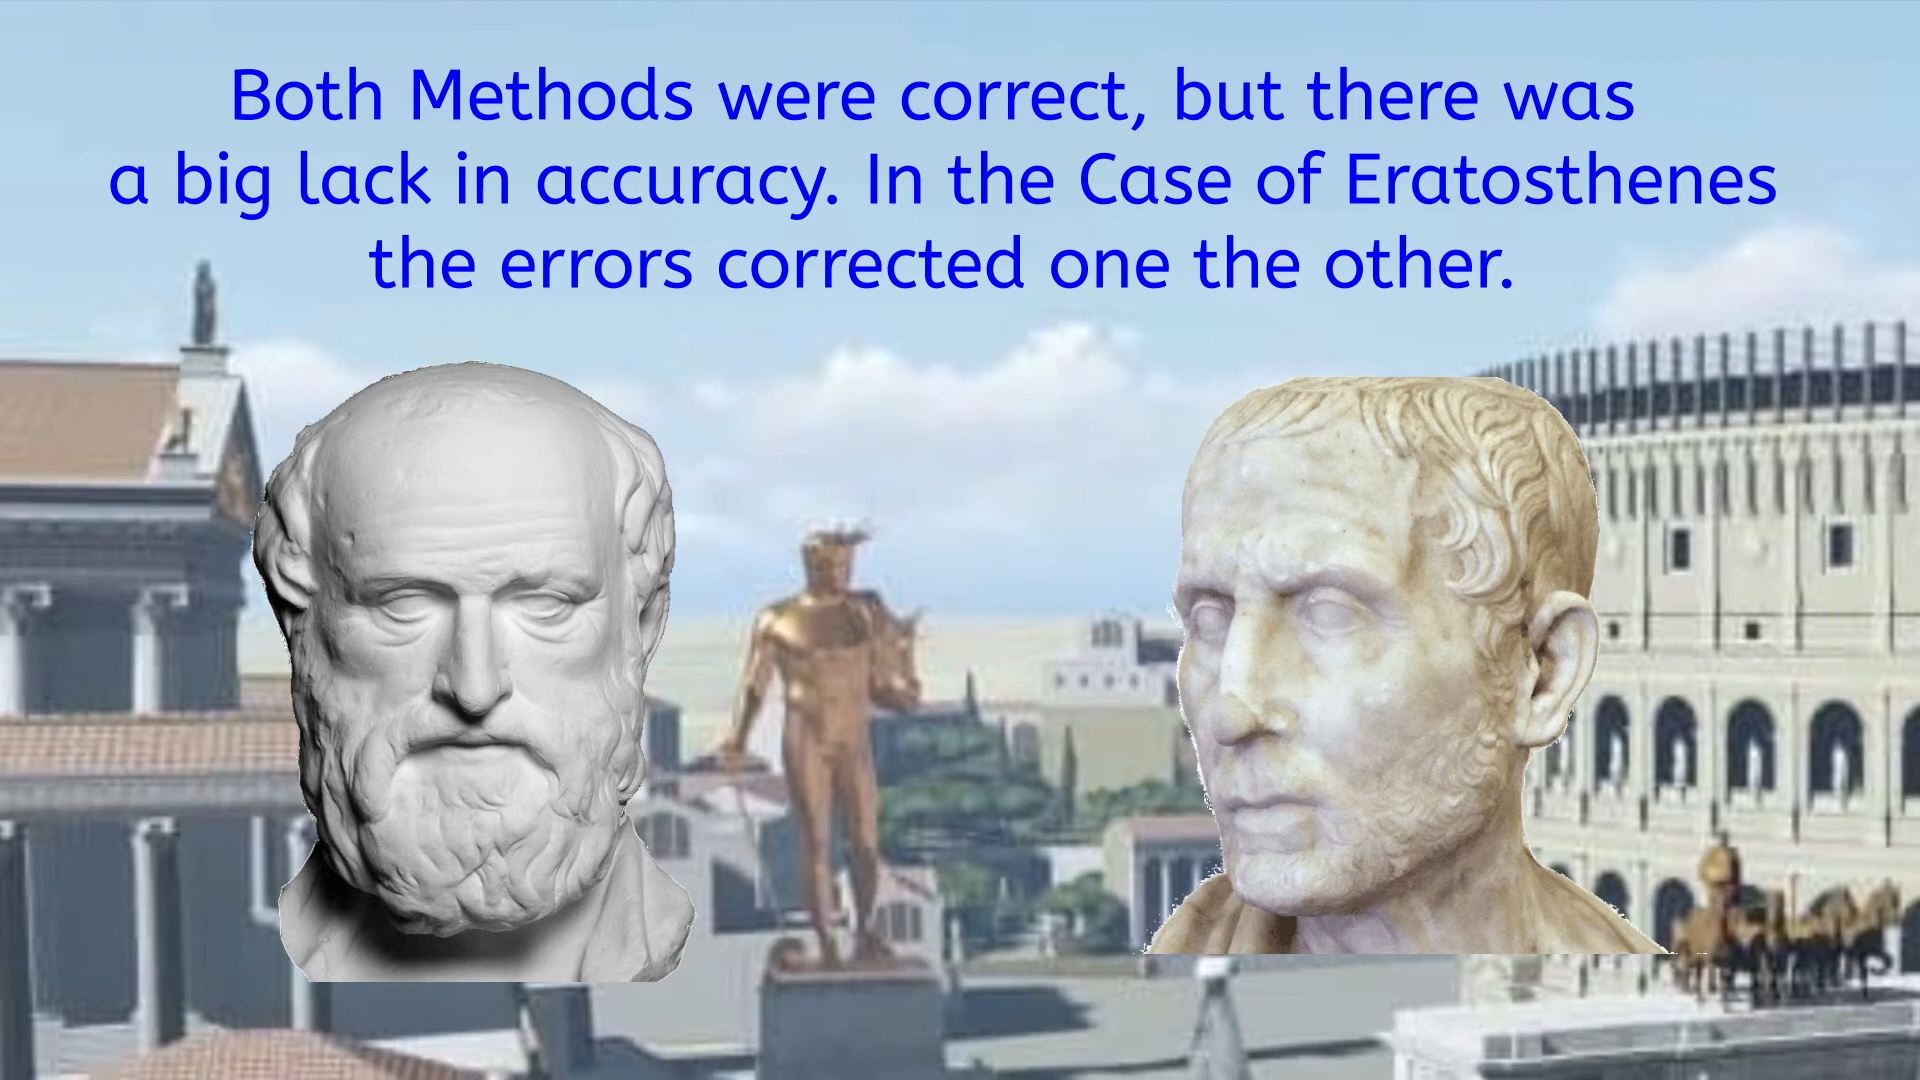 Both Methods were correct, but there was
a big lack in accuracy. In the Case of Eratosthenes
the errors corrected one the other.